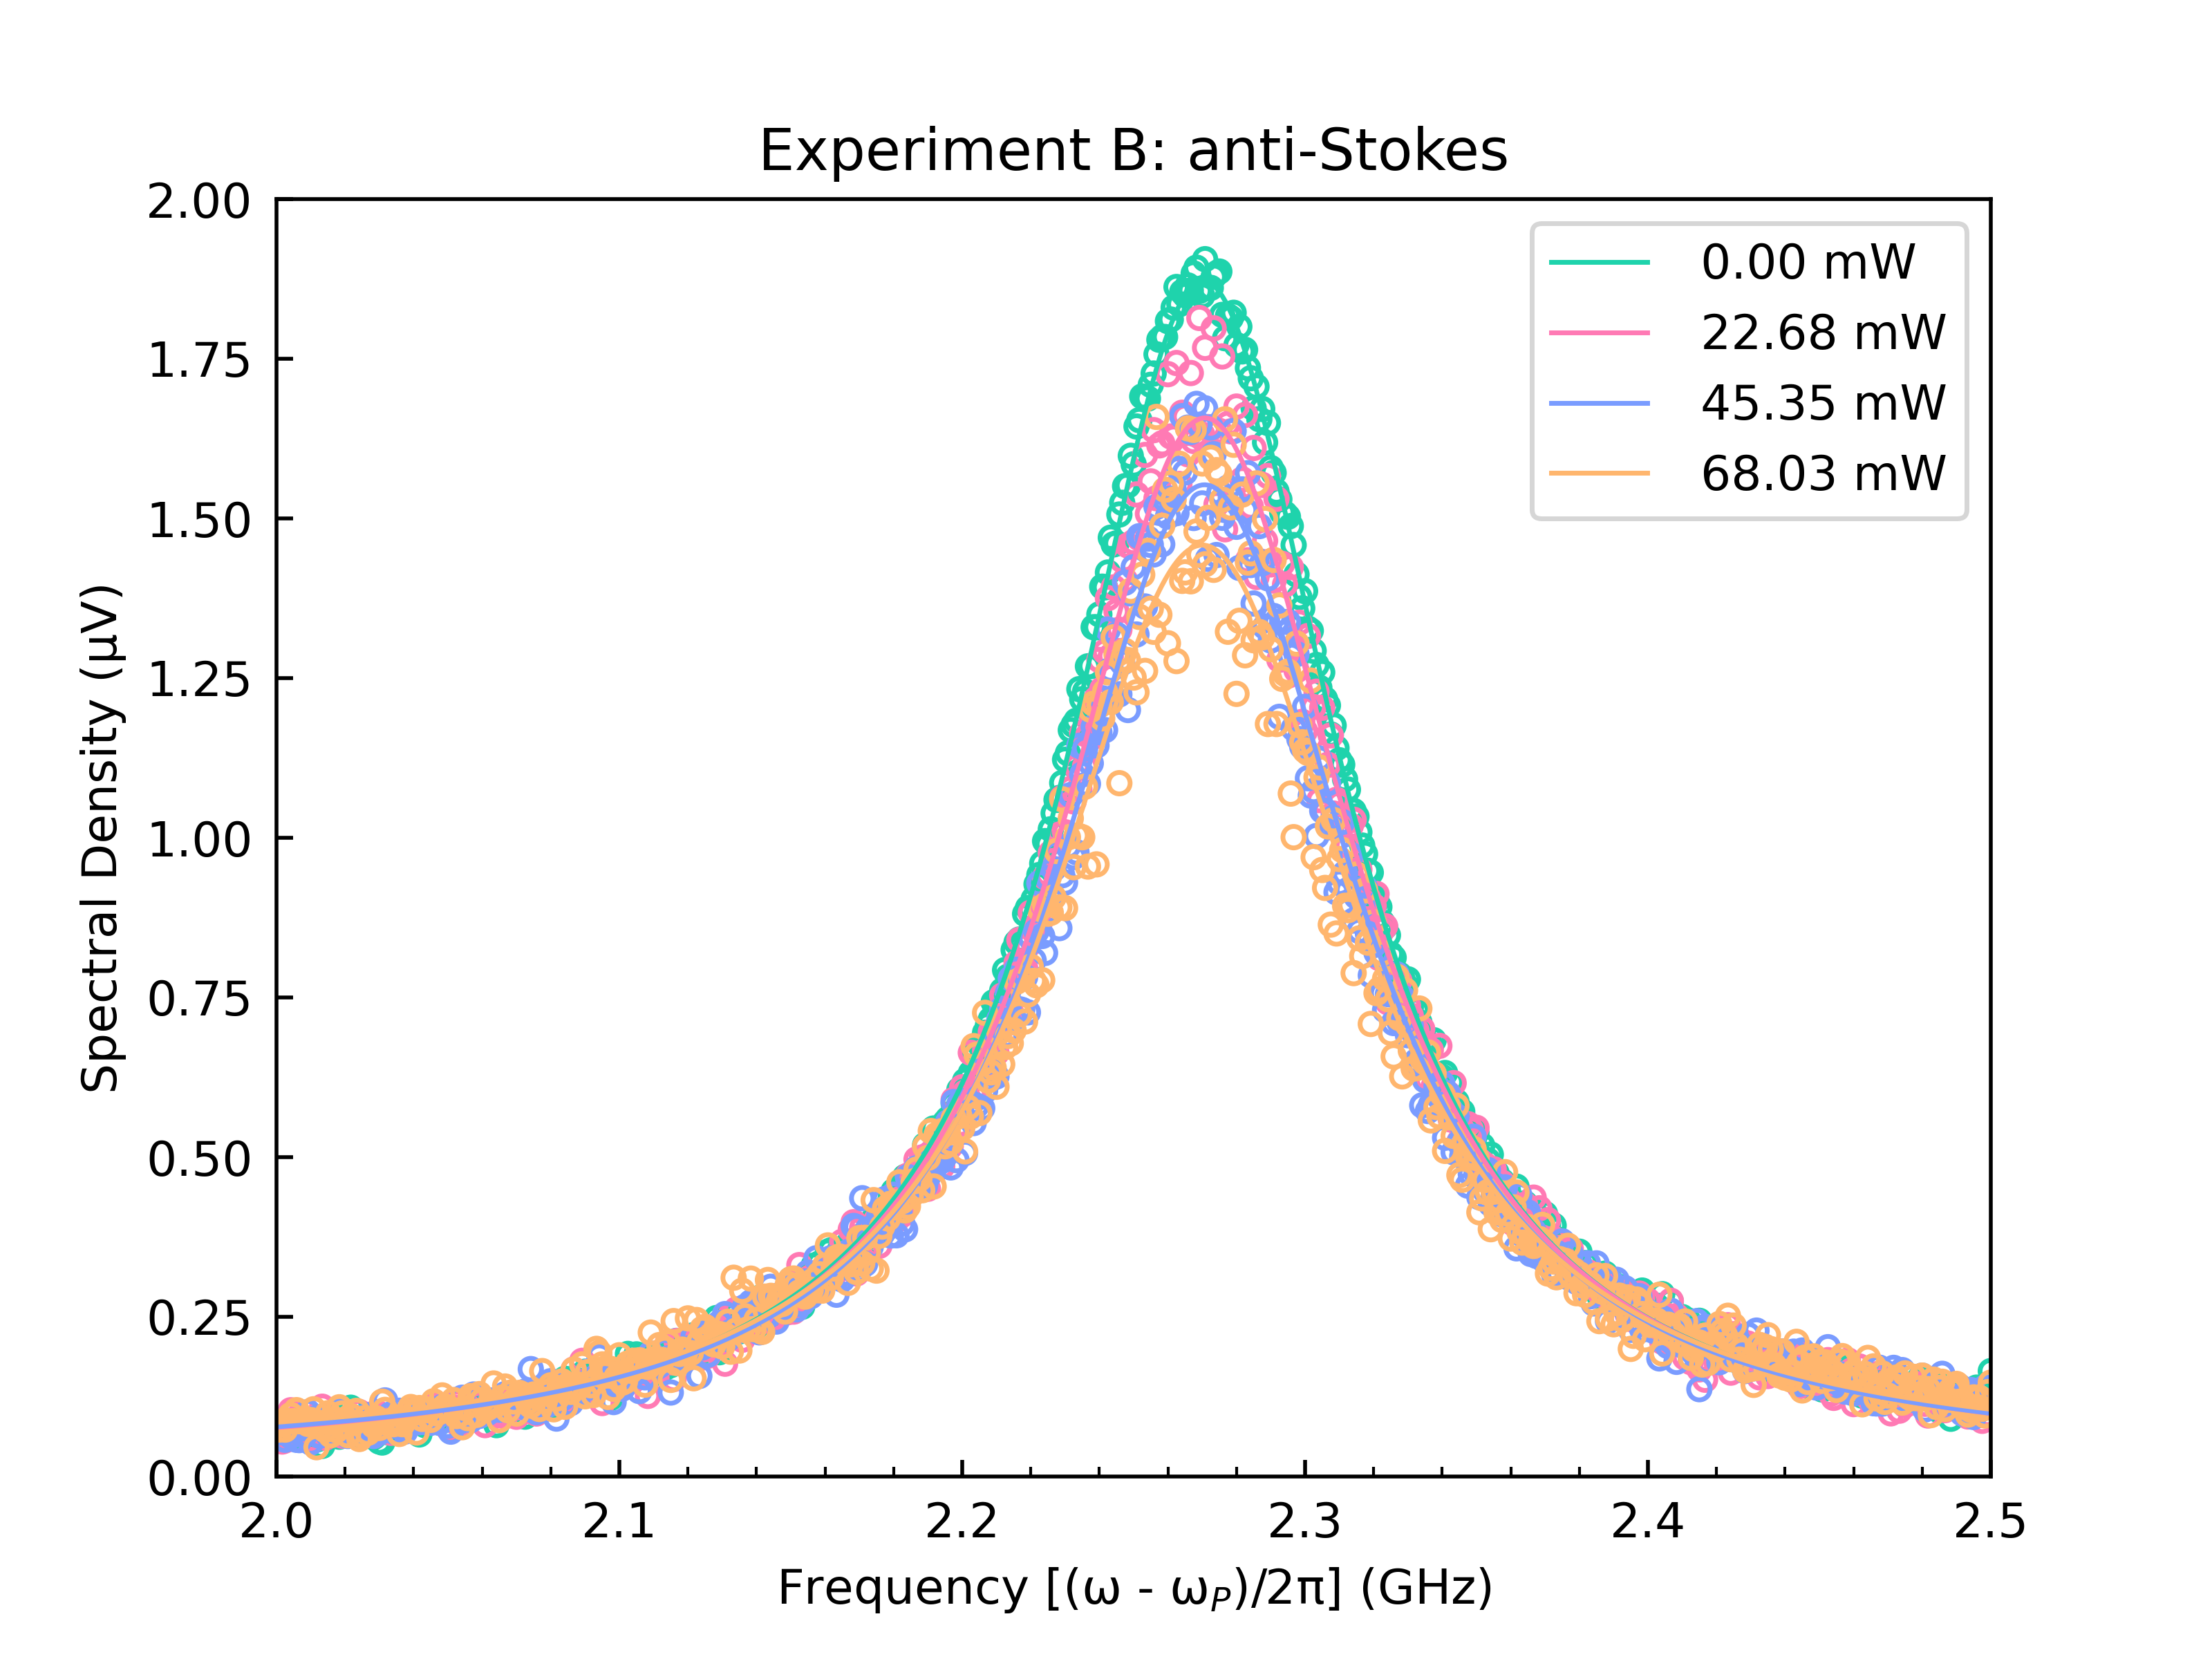 Experiment B: anti-Stokes
2.00
1.75
1.50
1.25
1.00
0.75
0.50
0.25
0.00
Spectral Density (µV)
0.00 mW
22.68 mW
45.35 mW
68.03 mW
2.0 2.1 2.2 2.3 2.4 2.5
Frequency [(ω - ωP)/2π] (GHz)